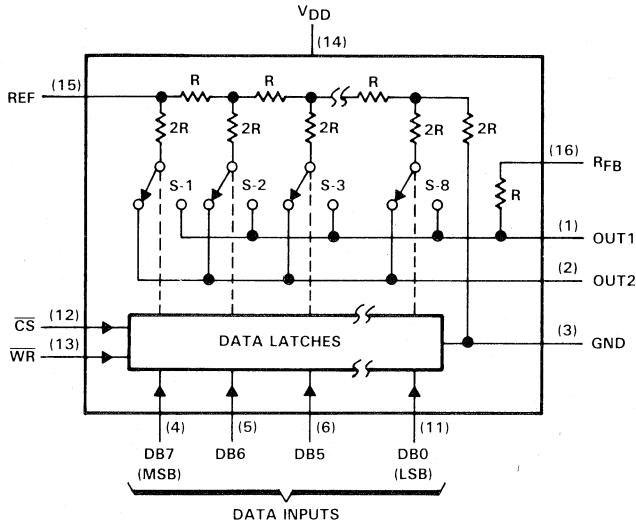 VDD
(14)
REF
(15)
R
R
R
2R
2R
2R
2R
2R
(16)
RFB
R
S-1
S-2
S-3
S-8
(1)
OUT1
(2)
OUT2
CS
(12)
WR
(13)
DATA LATCHES
(3)
GND
(4)
(5)
(6)
(11)
DB7
DB6
DB5
DB0
(MSB)
(LSB)
DATA INPUTS